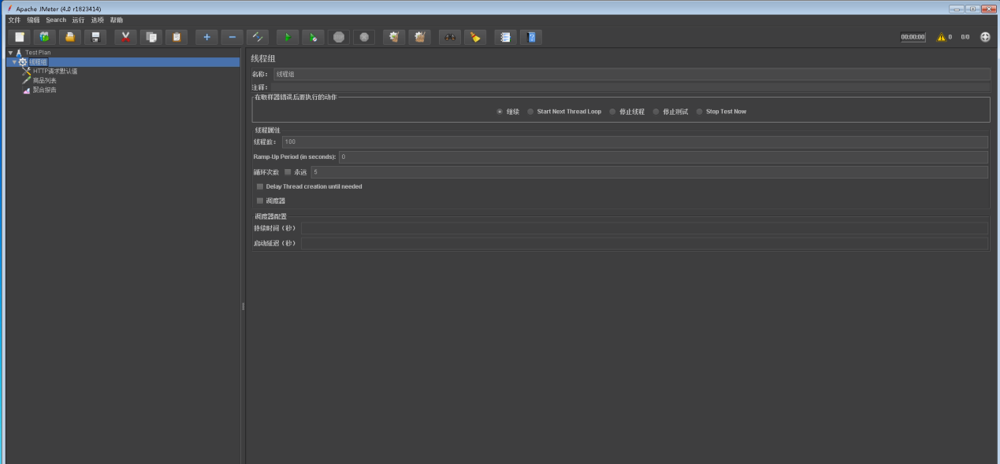 Apache JMeter (4.0 r1823414)
文件 编辑 Search 运行 选项 帮助
00:00:00 0 0/0
Test Plan
线程组
HTTP请求默认值
商品列表
聚合报告
线程组
名称: 线程组
注释:
在取样器错误后要执行的动作
继续 Start Next Thread Loop 停止线程 停止测试 Stop Test Now
线程属性
线程数: 100
Ramp-Up Period (in seconds): 0
循环次数 永远 5
Delay Thread creation until needed
调度器
调度器配置
持续时间（秒）
启动延迟（秒）